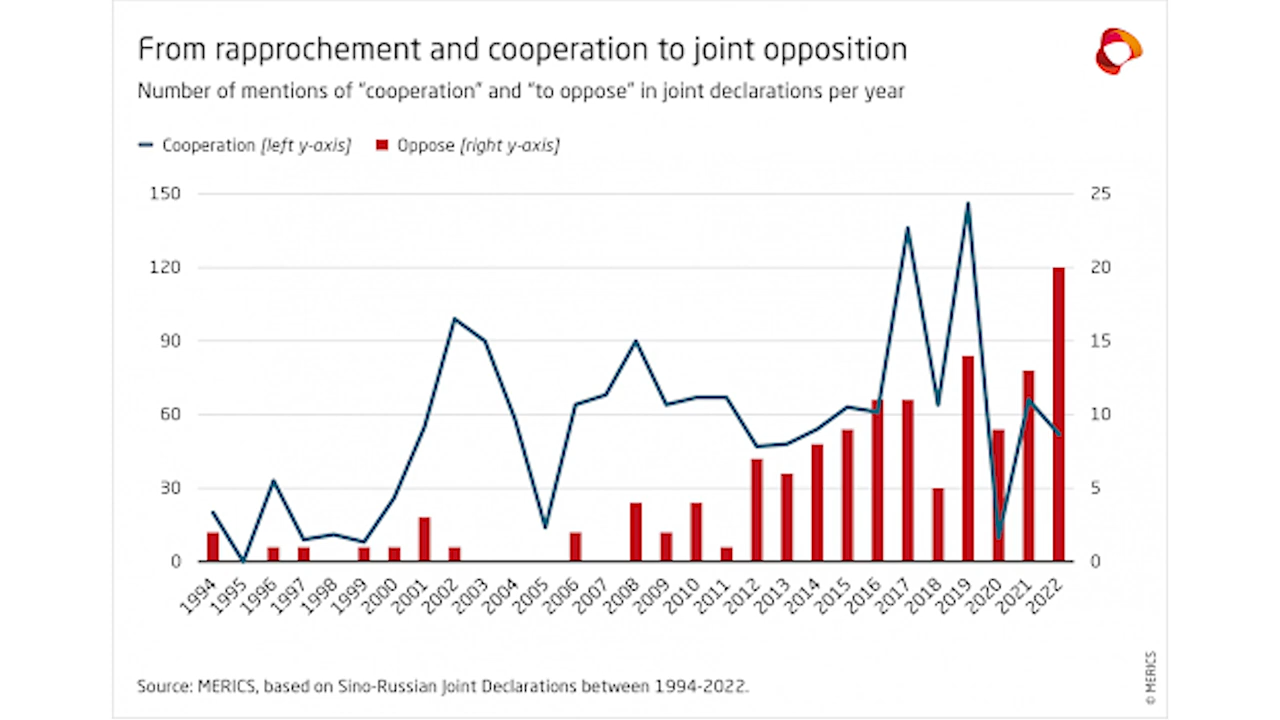 From rapprochement and cooperation to joint opposition
Number of mentions of "cooperation" and "to oppose" in joint declarations per year
Cooperation [left y-axis] Oppose [right y-axis]
150 25
120 20
90 15
60 10
30 5
0 0
1994 1995 1996 1997 1998 1999 2000 2001 2002 2003 2004 2005 2006 2007 2008 2009 2010 2011 2012 2013 2014 2015 2016 2017 2018 2019 2020 2021 2022
Source: MERICS, based on Sino-Russian Joint Declarations between 1994-2022.
© MERICS